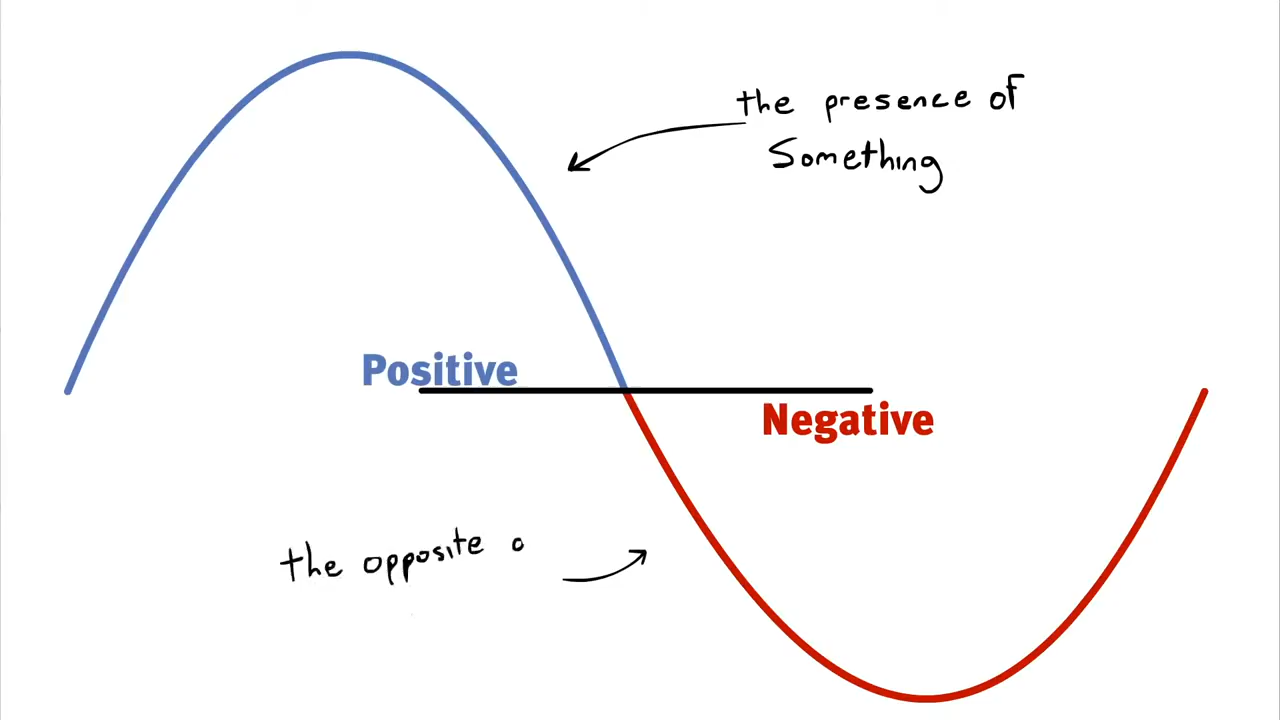 the presence of
Something
Positive
Negative
the opposite o